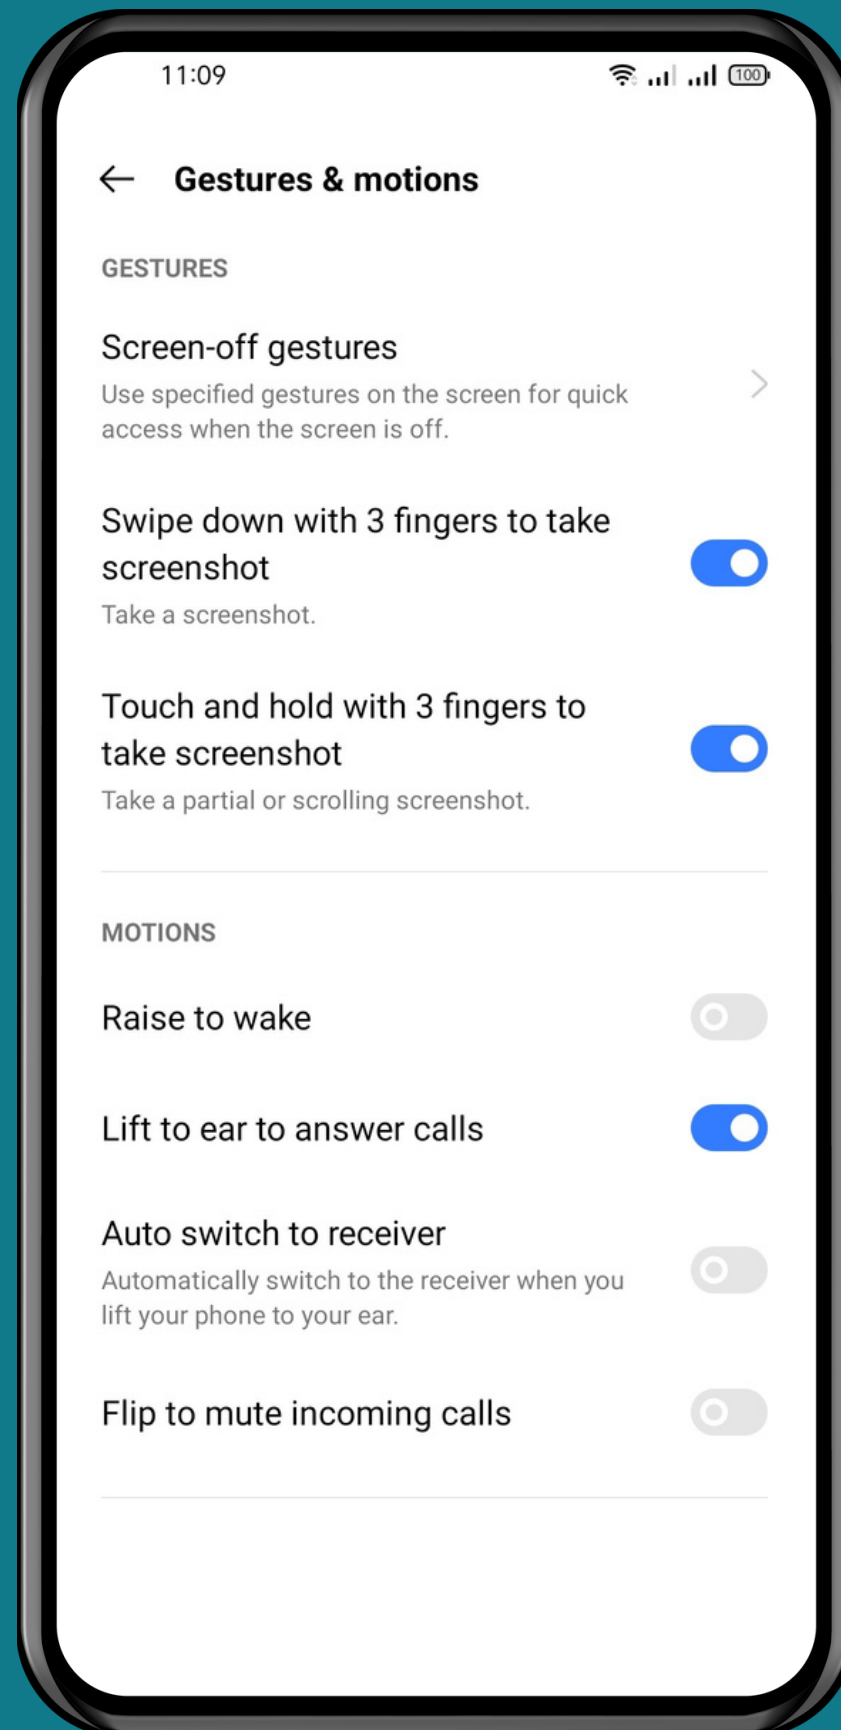 11:09
100
Gestures & motions
GESTURES
Screen-off gestures
Use specified gestures on the screen for quick
access when the screen is off.
Swipe down with 3 fingers to take
screenshot
Take a screenshot.
Touch and hold with 3 fingers to
take screenshot
Take a partial or scrolling screenshot.
MOTIONS
Raise to wake
Lift to ear to answer calls
Auto switch to receiver
Automatically switch to the receiver when you
lift your phone to your ear.
Flip to mute incoming calls